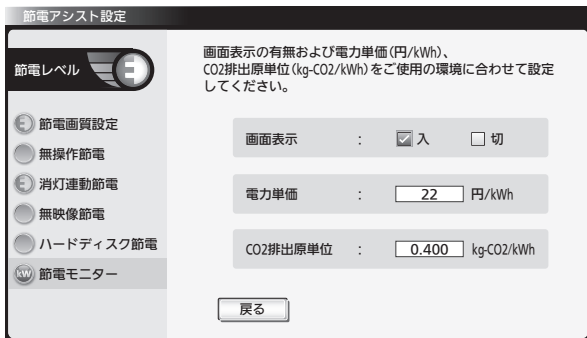 節電アシスト設定
節電レベル
画面表示の有無および電力単価(円/kWh)、
CO2排出原単位(kg-CO2/kWh)をご使用の環境に合わせて設定
してください。
節電画質設定
無操作節電
消灯連動節電
無映像節電
ハードディスク節電
kW 節電モニター
画面表示 : 入 切
電力単価 : 22 円/kWh
CO2排出原単位 : 0.400 kg-CO2/kWh
戻る